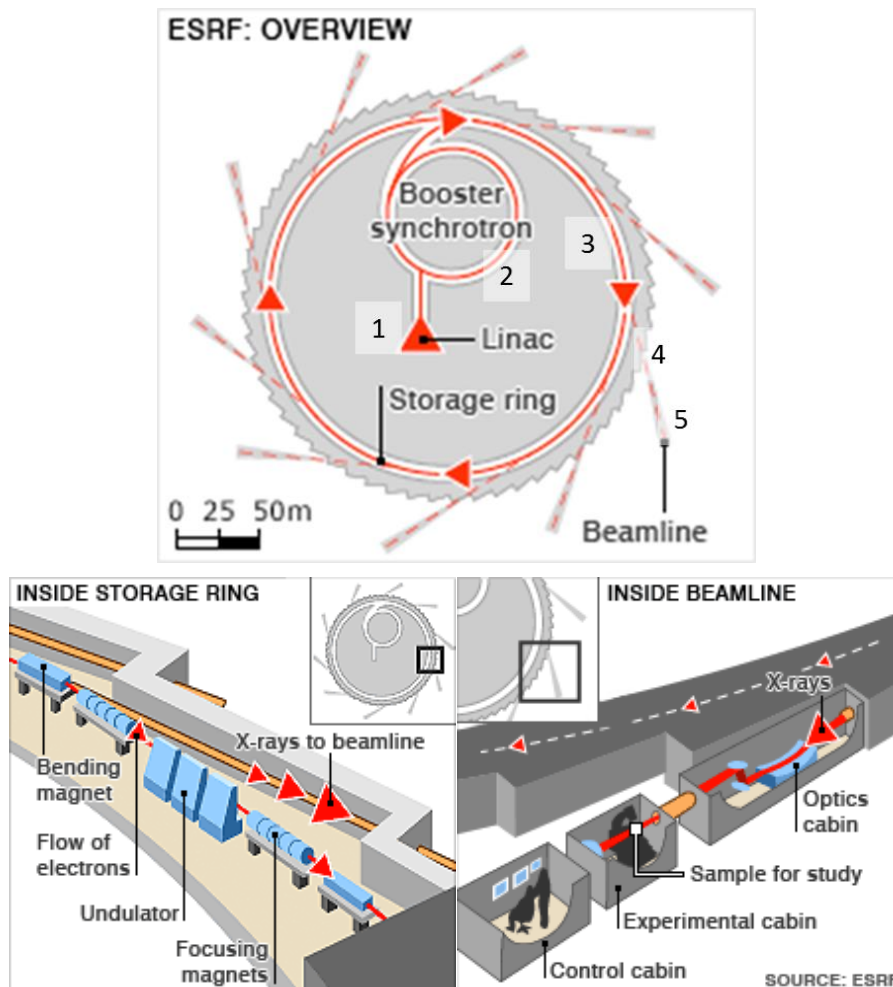 ESRF: OVERVIEW
Booster
synchrotron
3
2
1
Linac
4
Storage ring
5
0 25 50m
Beamline
INSIDE STORAGE RING
X-rays to beamline
Bending
magnet
Flow of
electrons
Undulator
Focusing
magnets
INSIDE BEAMLINE
X-rays
Optics
cabin
Sample for study
Experimental cabin
Control cabin
SOURCE: ESRF